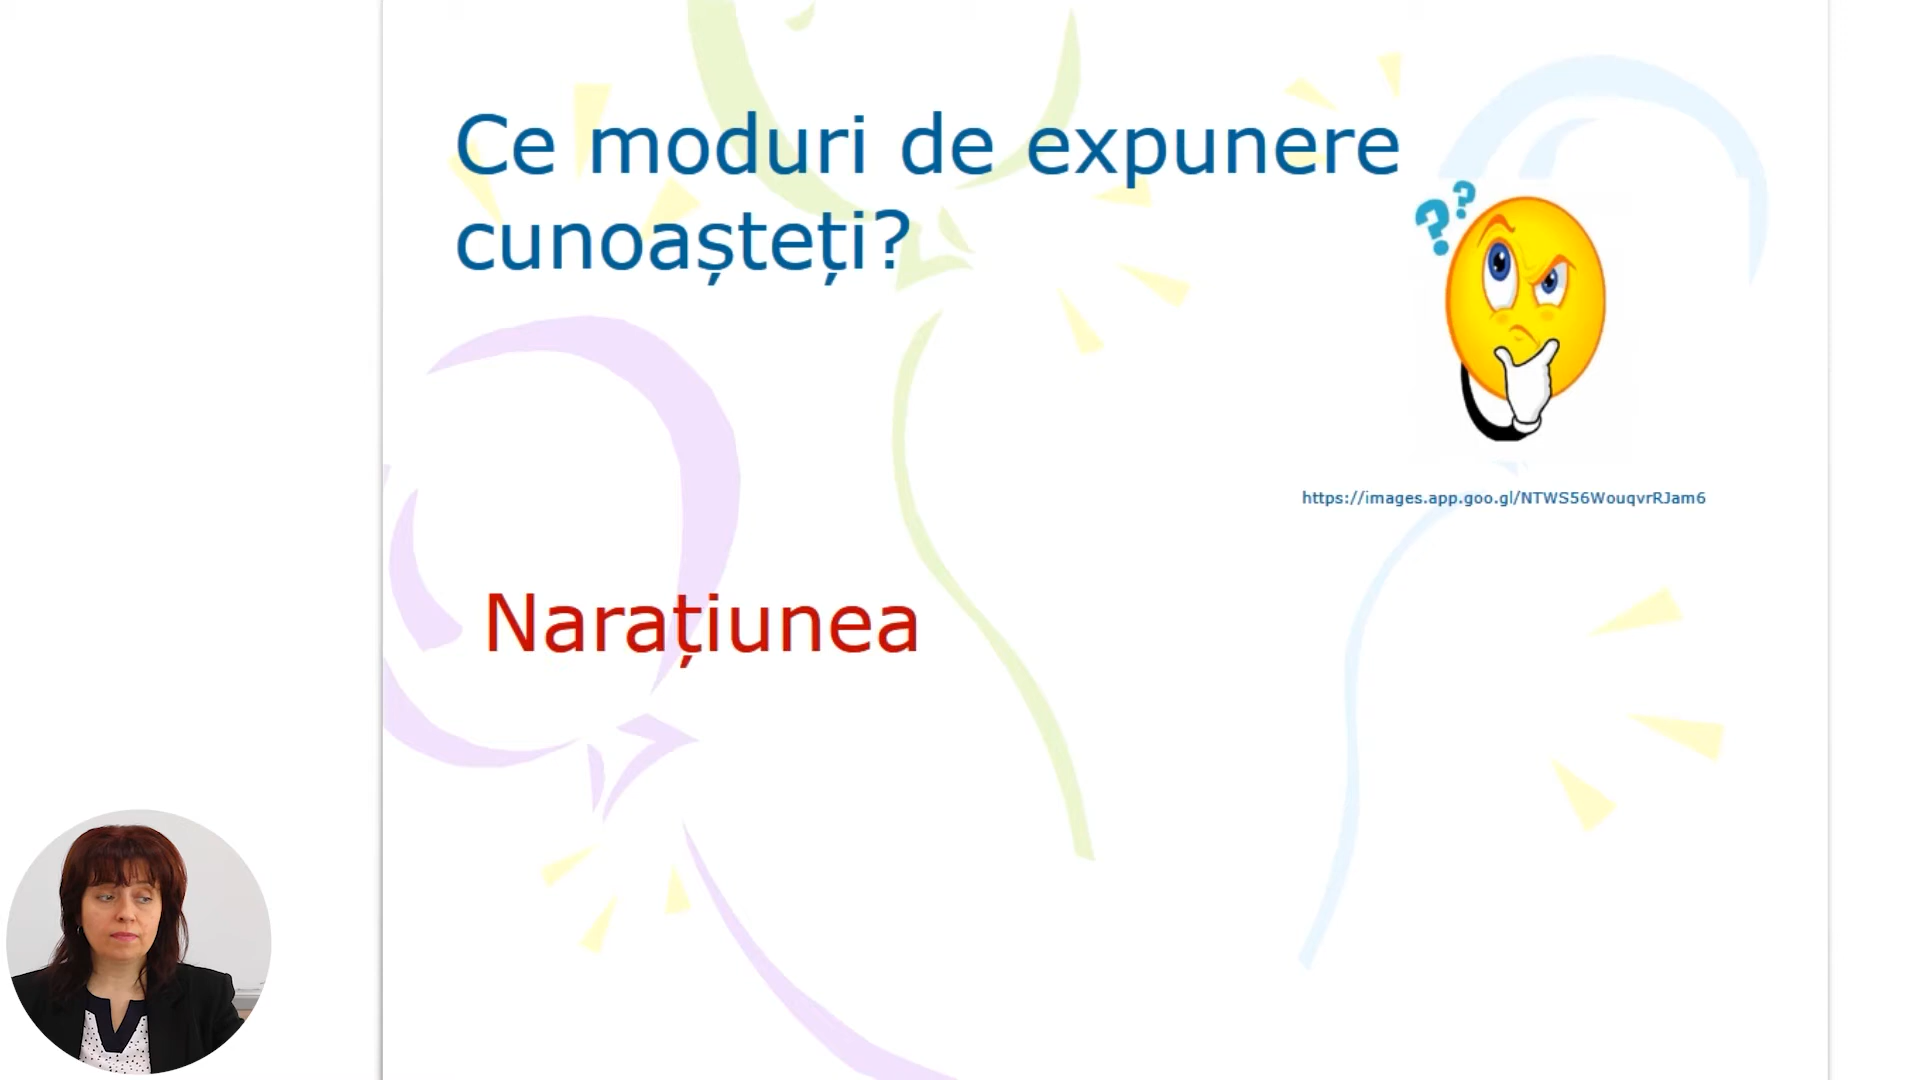 Ce moduri de expunere
cunoașteți?
? ?
https://images.app.goo.gl/NTWS56WouqvrRJam6
Narațiunea